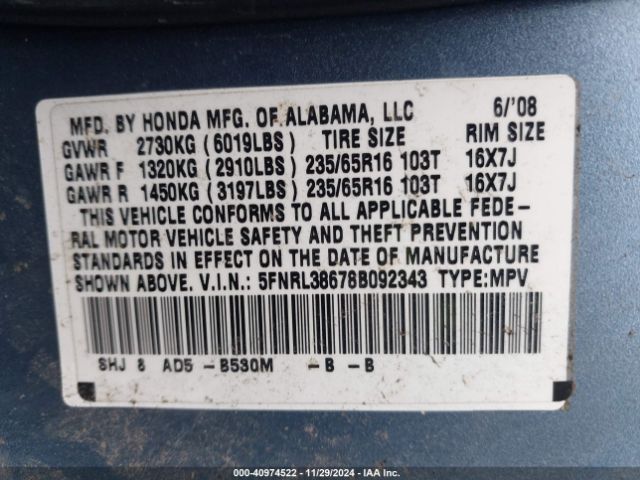 MFD. BY HONDA MFG. OF ALABAMA, LLC 6/'08
GVWR 2730KG (6019LBS) TIRE SIZE RIM SIZE
GAWR F 1320KG (2910LBS) 235/65R16 103T 16X7J
GAWR R 1450KG (3197LBS) 235/65R16 103T 16X7J
THIS VEHICLE CONFORMS TO ALL APPLICABLE FEDE-
RAL MOTOR VEHICLE SAFETY AND THEFT PREVENTION
STANDARDS IN EFFECT ON THE DATE OF MANUFACTURE
SHOWN ABOVE. V.I.N.: 5FNRL38678B092343 TYPE:MPV
SHJ 8 AD5 -B530M -B -B
000-40974522 - 11/29/2024 - IAA Inc.